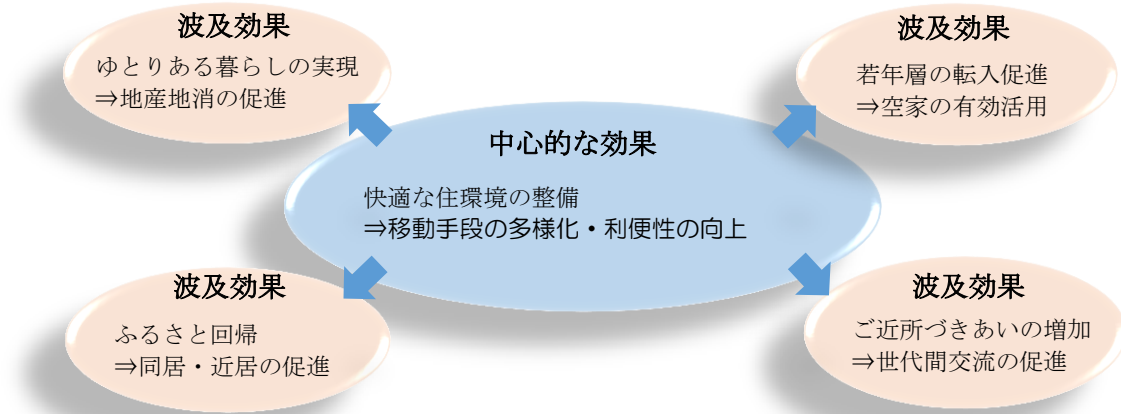 波及効果
ゆとりある暮らしの実現
⇒地産地消の促進
波及効果
若年層の転入促進
⇒空家の有効活用
中心的な効果
快適な住環境の整備
⇒移動手段の多様化・利便性の向上
波及効果
ふるさと回帰
⇒同居・近居の促進
波及効果
ご近所づきあいの増加
⇒世代間交流の促進